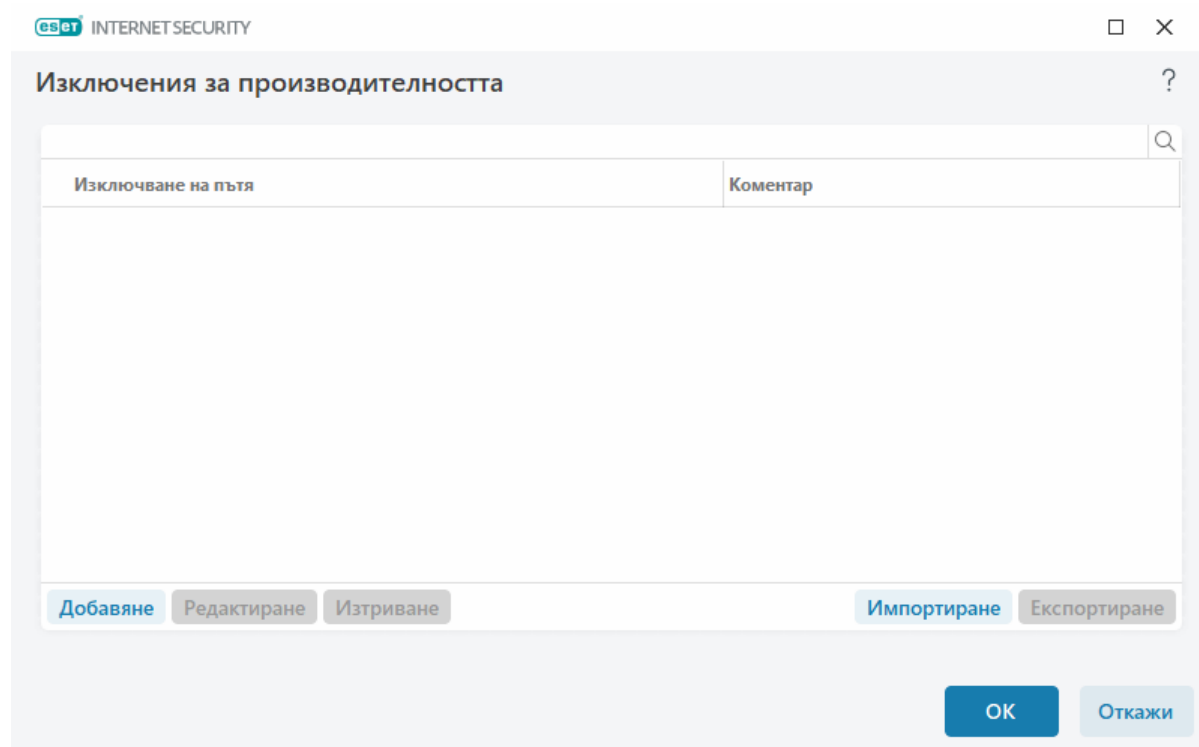 eset INTERNET SECURITY
Изключения за производителността
?
Изключване на пътя Коментар
Добавяне Редактиране Изтриване Импортиране Експортиране
OK Откажи